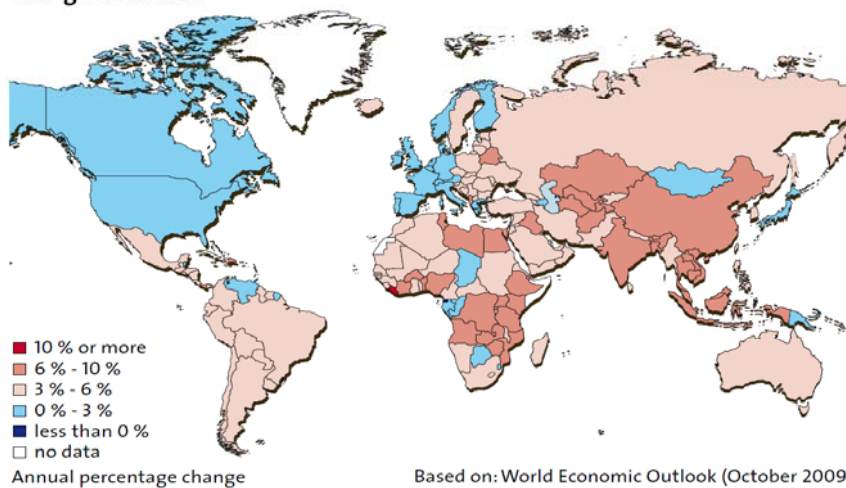 10 % or more
6 % - 10 %
3 % - 6 %
0 % - 3 %
less than 0 %
no data
Annual percentage change
Based on: World Economic Outlook (October 2009